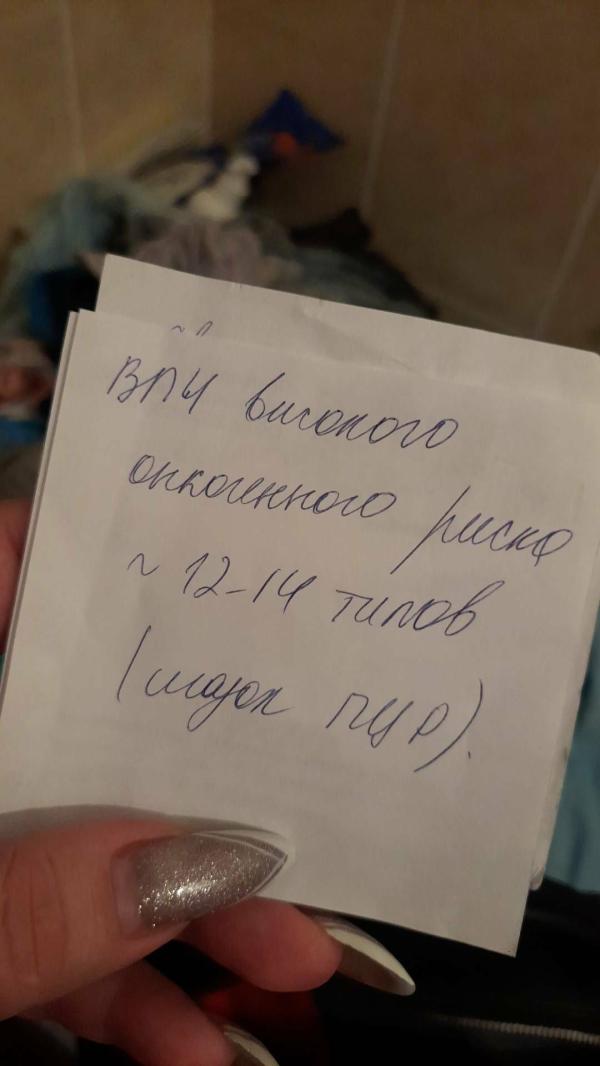 ВПЧ высокого
онкогенного риска
~ 12-14 типов
(мазок ПЦР).